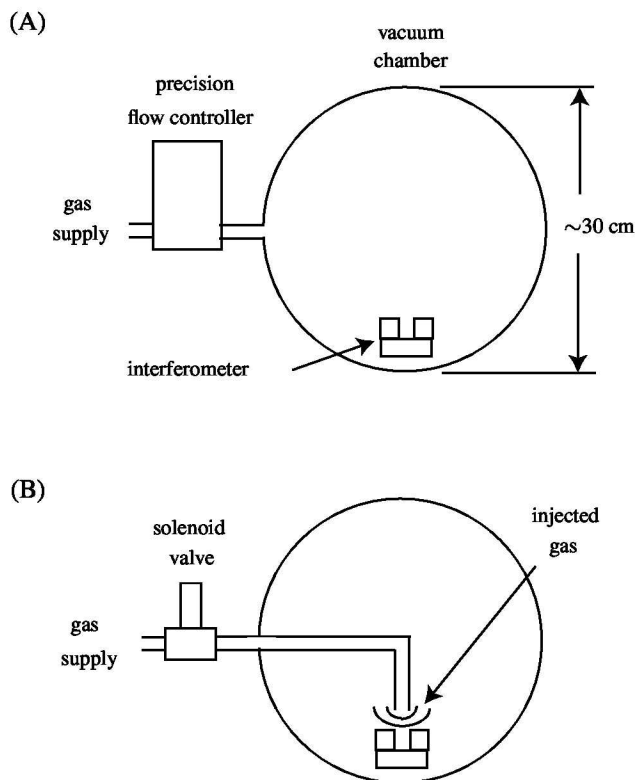 (A)
vacuum
chamber
precision
flow controller
gas
supply
~30 cm
interferometer
(B)
solenoid
valve
injected
gas
gas
supply